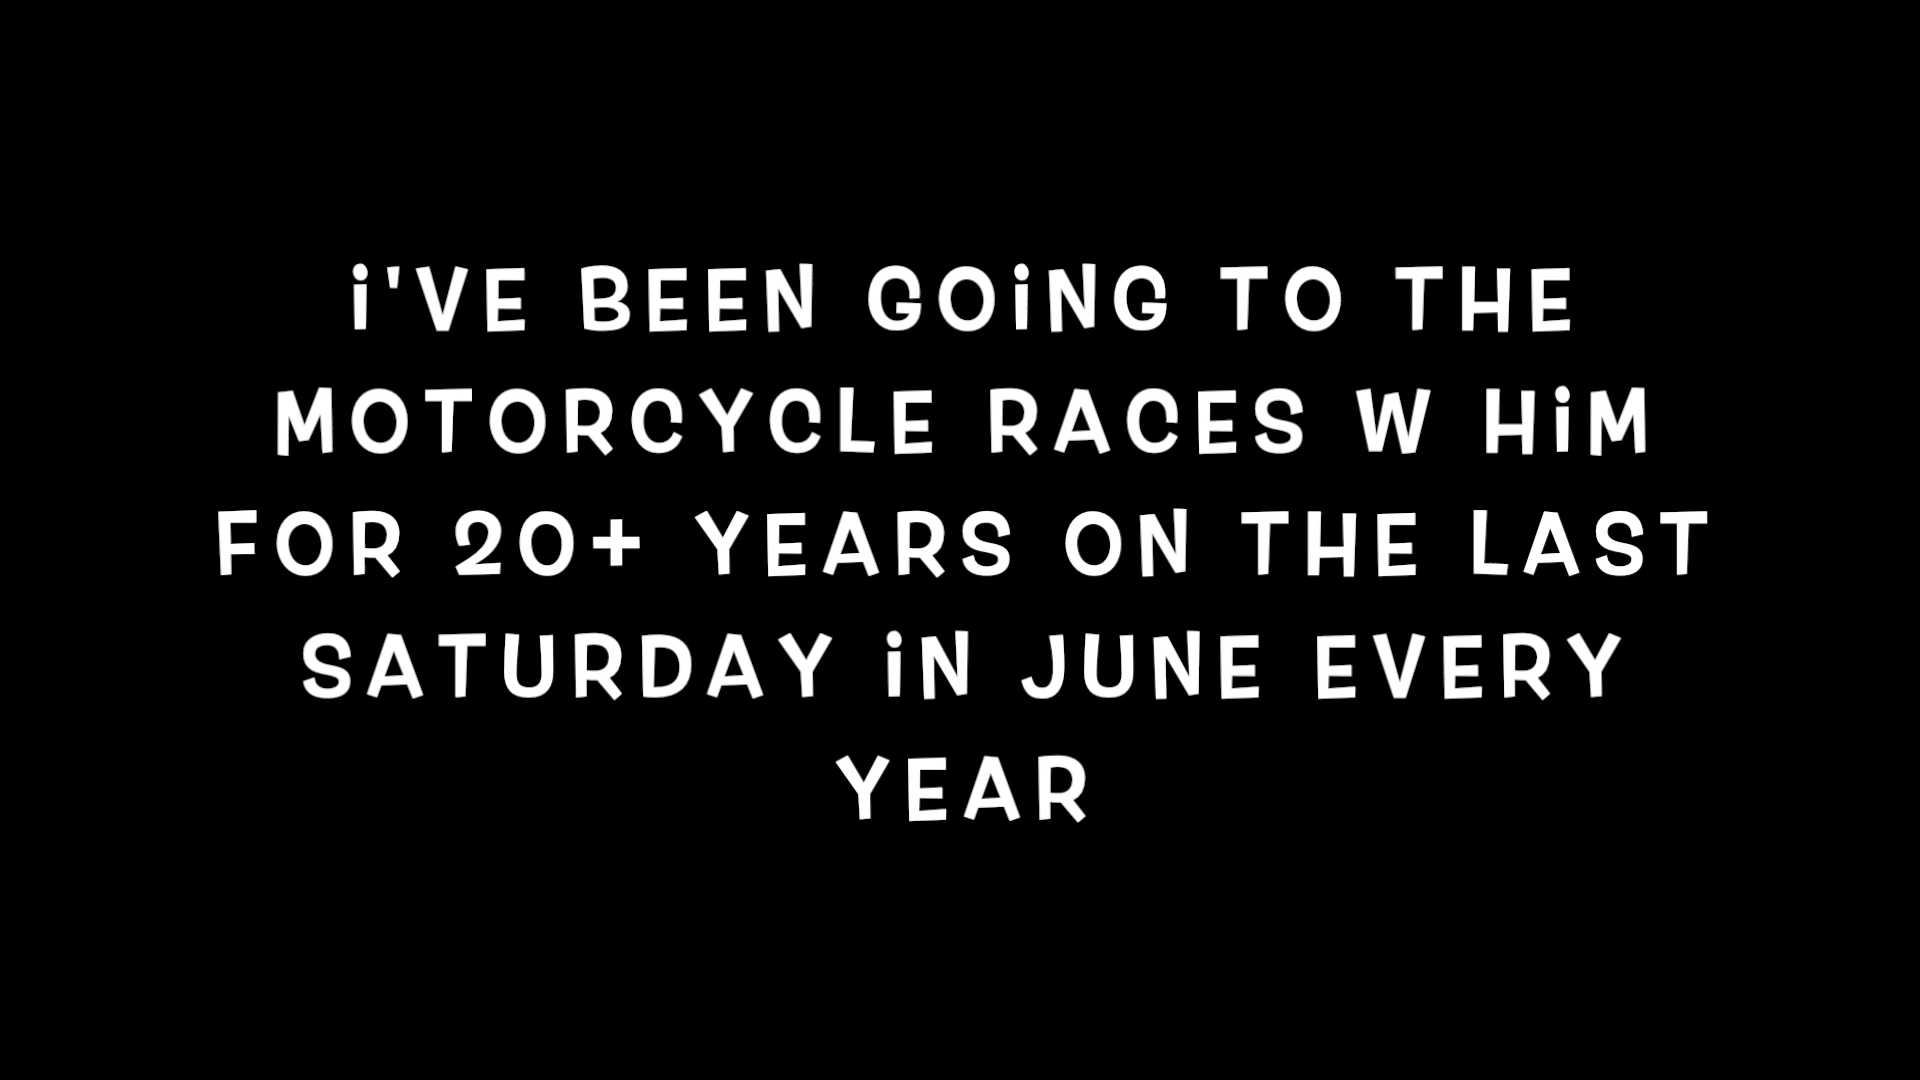 i'VE BEEN GOiNG TO THE
MOTORCYCLE RACES W HiM
FOR 20+ YEARS ON THE LAST
SATURDAY iN JUNE EVERY
YEAR